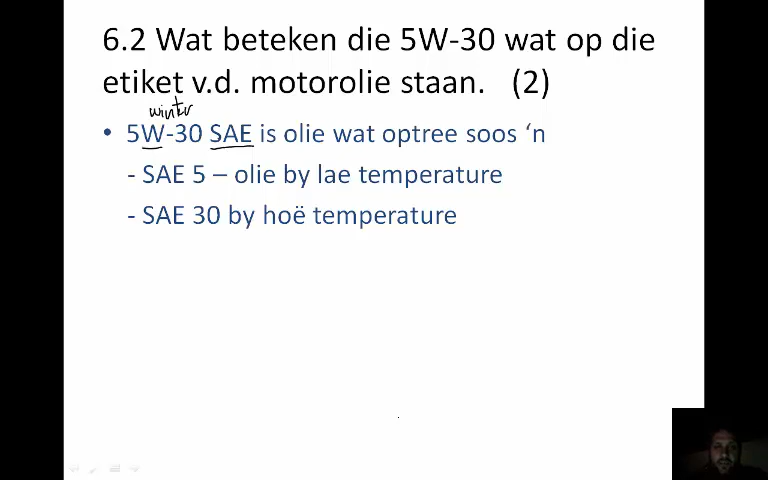 6.2 Wat beteken die 5W-30 wat op die
etiket v.d. motorolie staan. (2)
winter
• 5W-30 SAE is olie wat optree soos ‘n
- SAE 5 – olie by lae temperature
- SAE 30 by hoë temperature